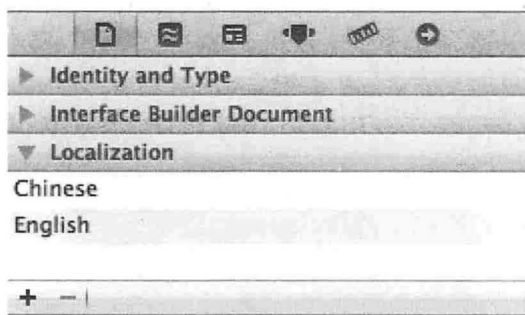 Identity and Type
Interface Builder Document
Localization
Chinese
English